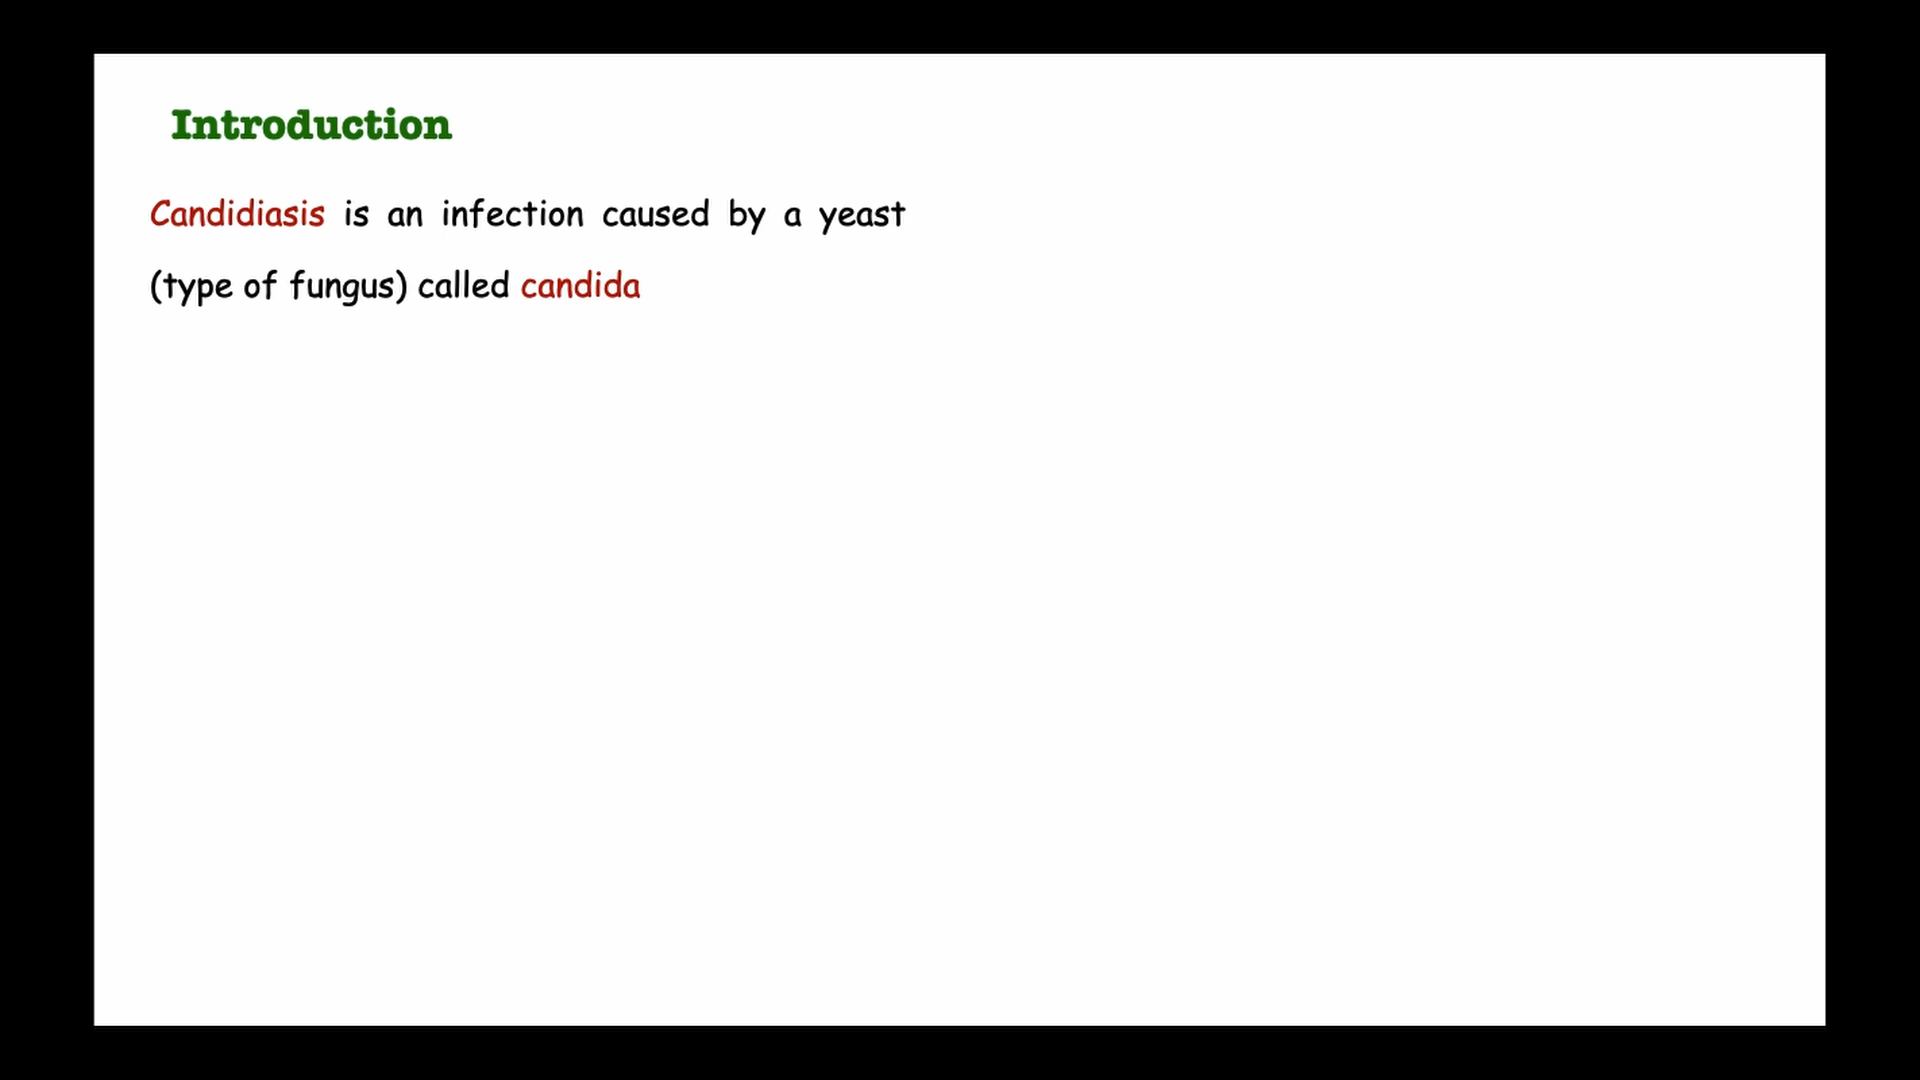 Introduction
Candidiasis is an infection caused by a yeast
(type of fungus) called candida